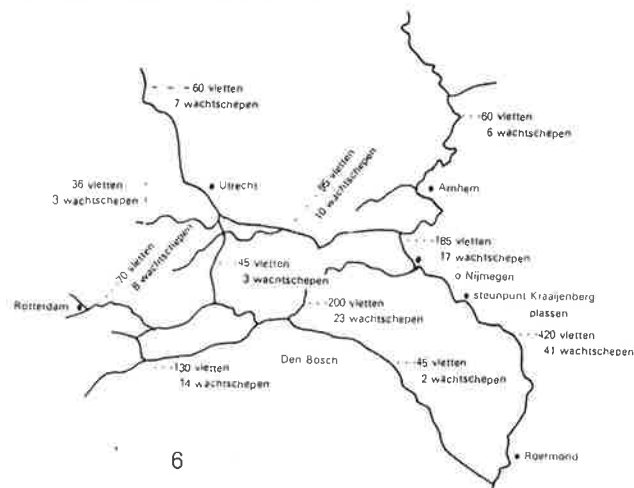 60 vletten
7 wachtschepen
60 vletten
6 wachtschepen
36 vletten
3 wachtschepen
Utrecht
95 vletten
10 wachtschepen
Arnhem
70 vletten
8 wachtschepen
45 vletten
3 wachtschepen
185 vletten
17 wachtschepen
o Nijmegen
steunpunt Kraaijenberg
plassen
Rotterdam
200 vletten
23 wachtschepen
420 vletten
41 wachtschepen
Den Bosch
130 vletten
14 wachtschepen
45 vletten
2 wachtschepen
Roermond
6